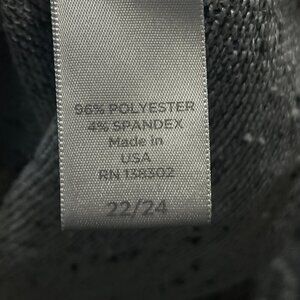 96% POLYESTER
4% SPANDEX
Made in
USA
RN 138302
22/24